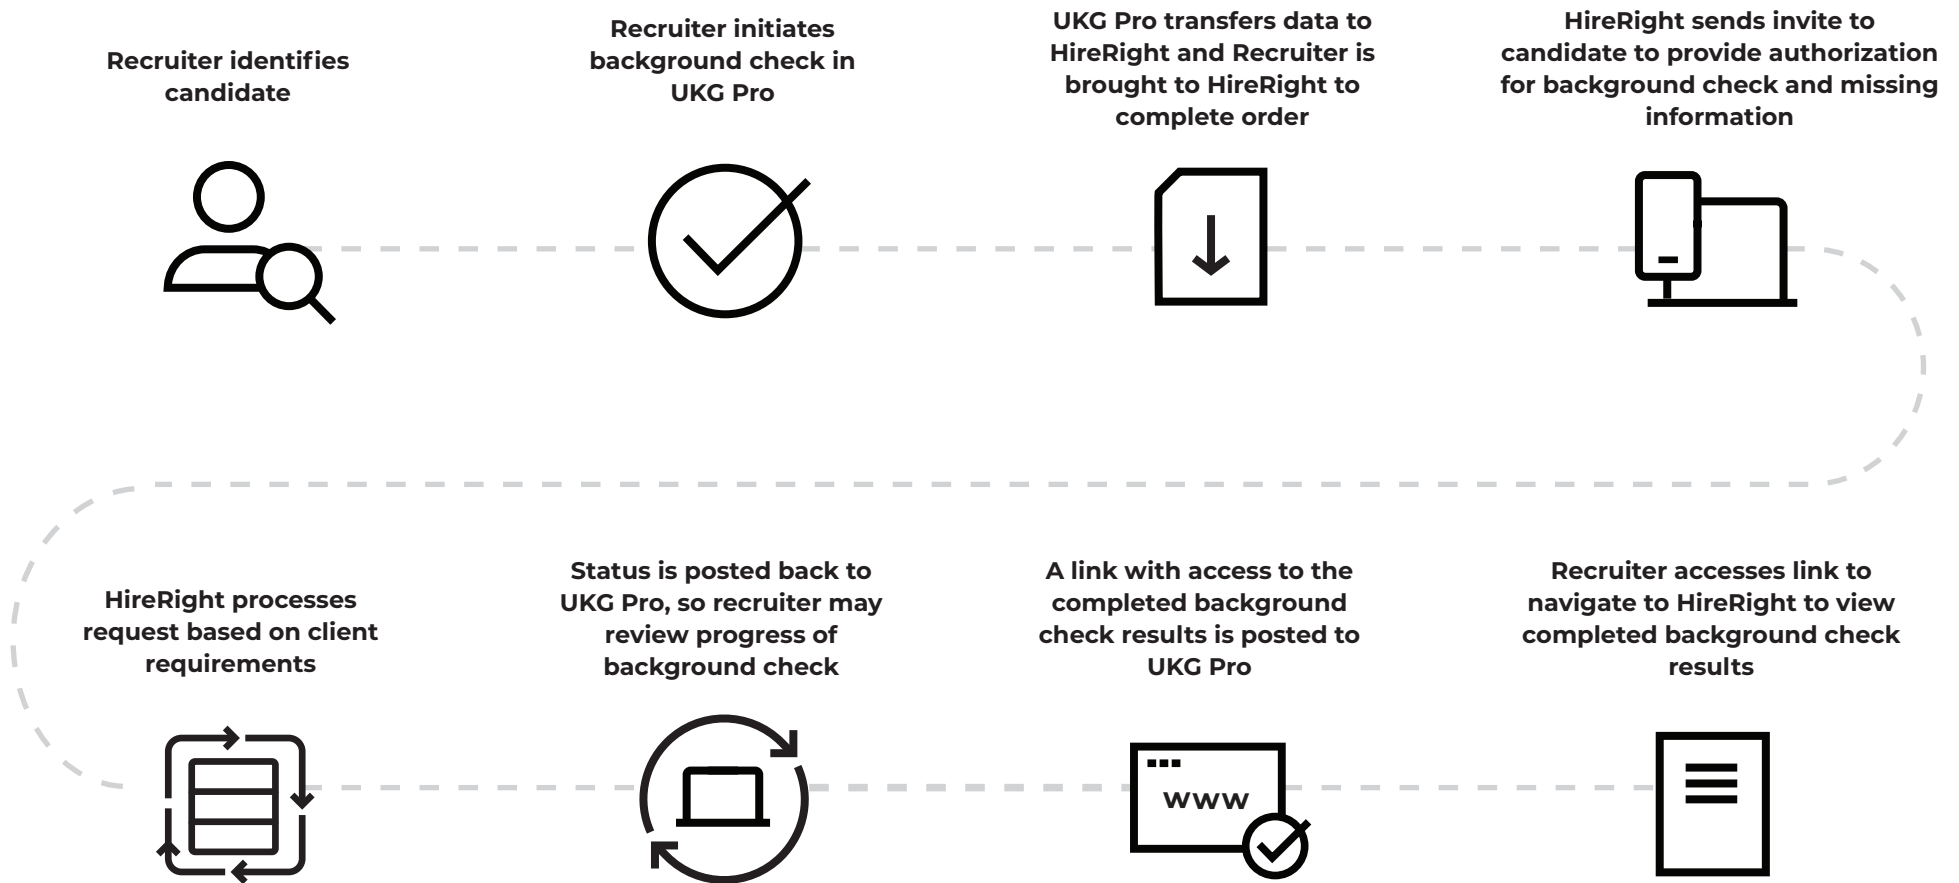 Recruiter identifies
candidate
Recruiter initiates
background check in
UKG Pro
UKG Pro transfers data to
HireRight and Recruiter is
brought to HireRight to
complete order
HireRight sends invite to
candidate to provide authorization
for background check and missing
information
HireRight processes
request based on client
requirements
Status is posted back to
UKG Pro, so recruiter may
review progress of
background check
A link with access to the
completed background
check results is posted to
UKG Pro
www
Recruiter accesses link to
navigate to HireRight to view
completed background check
results